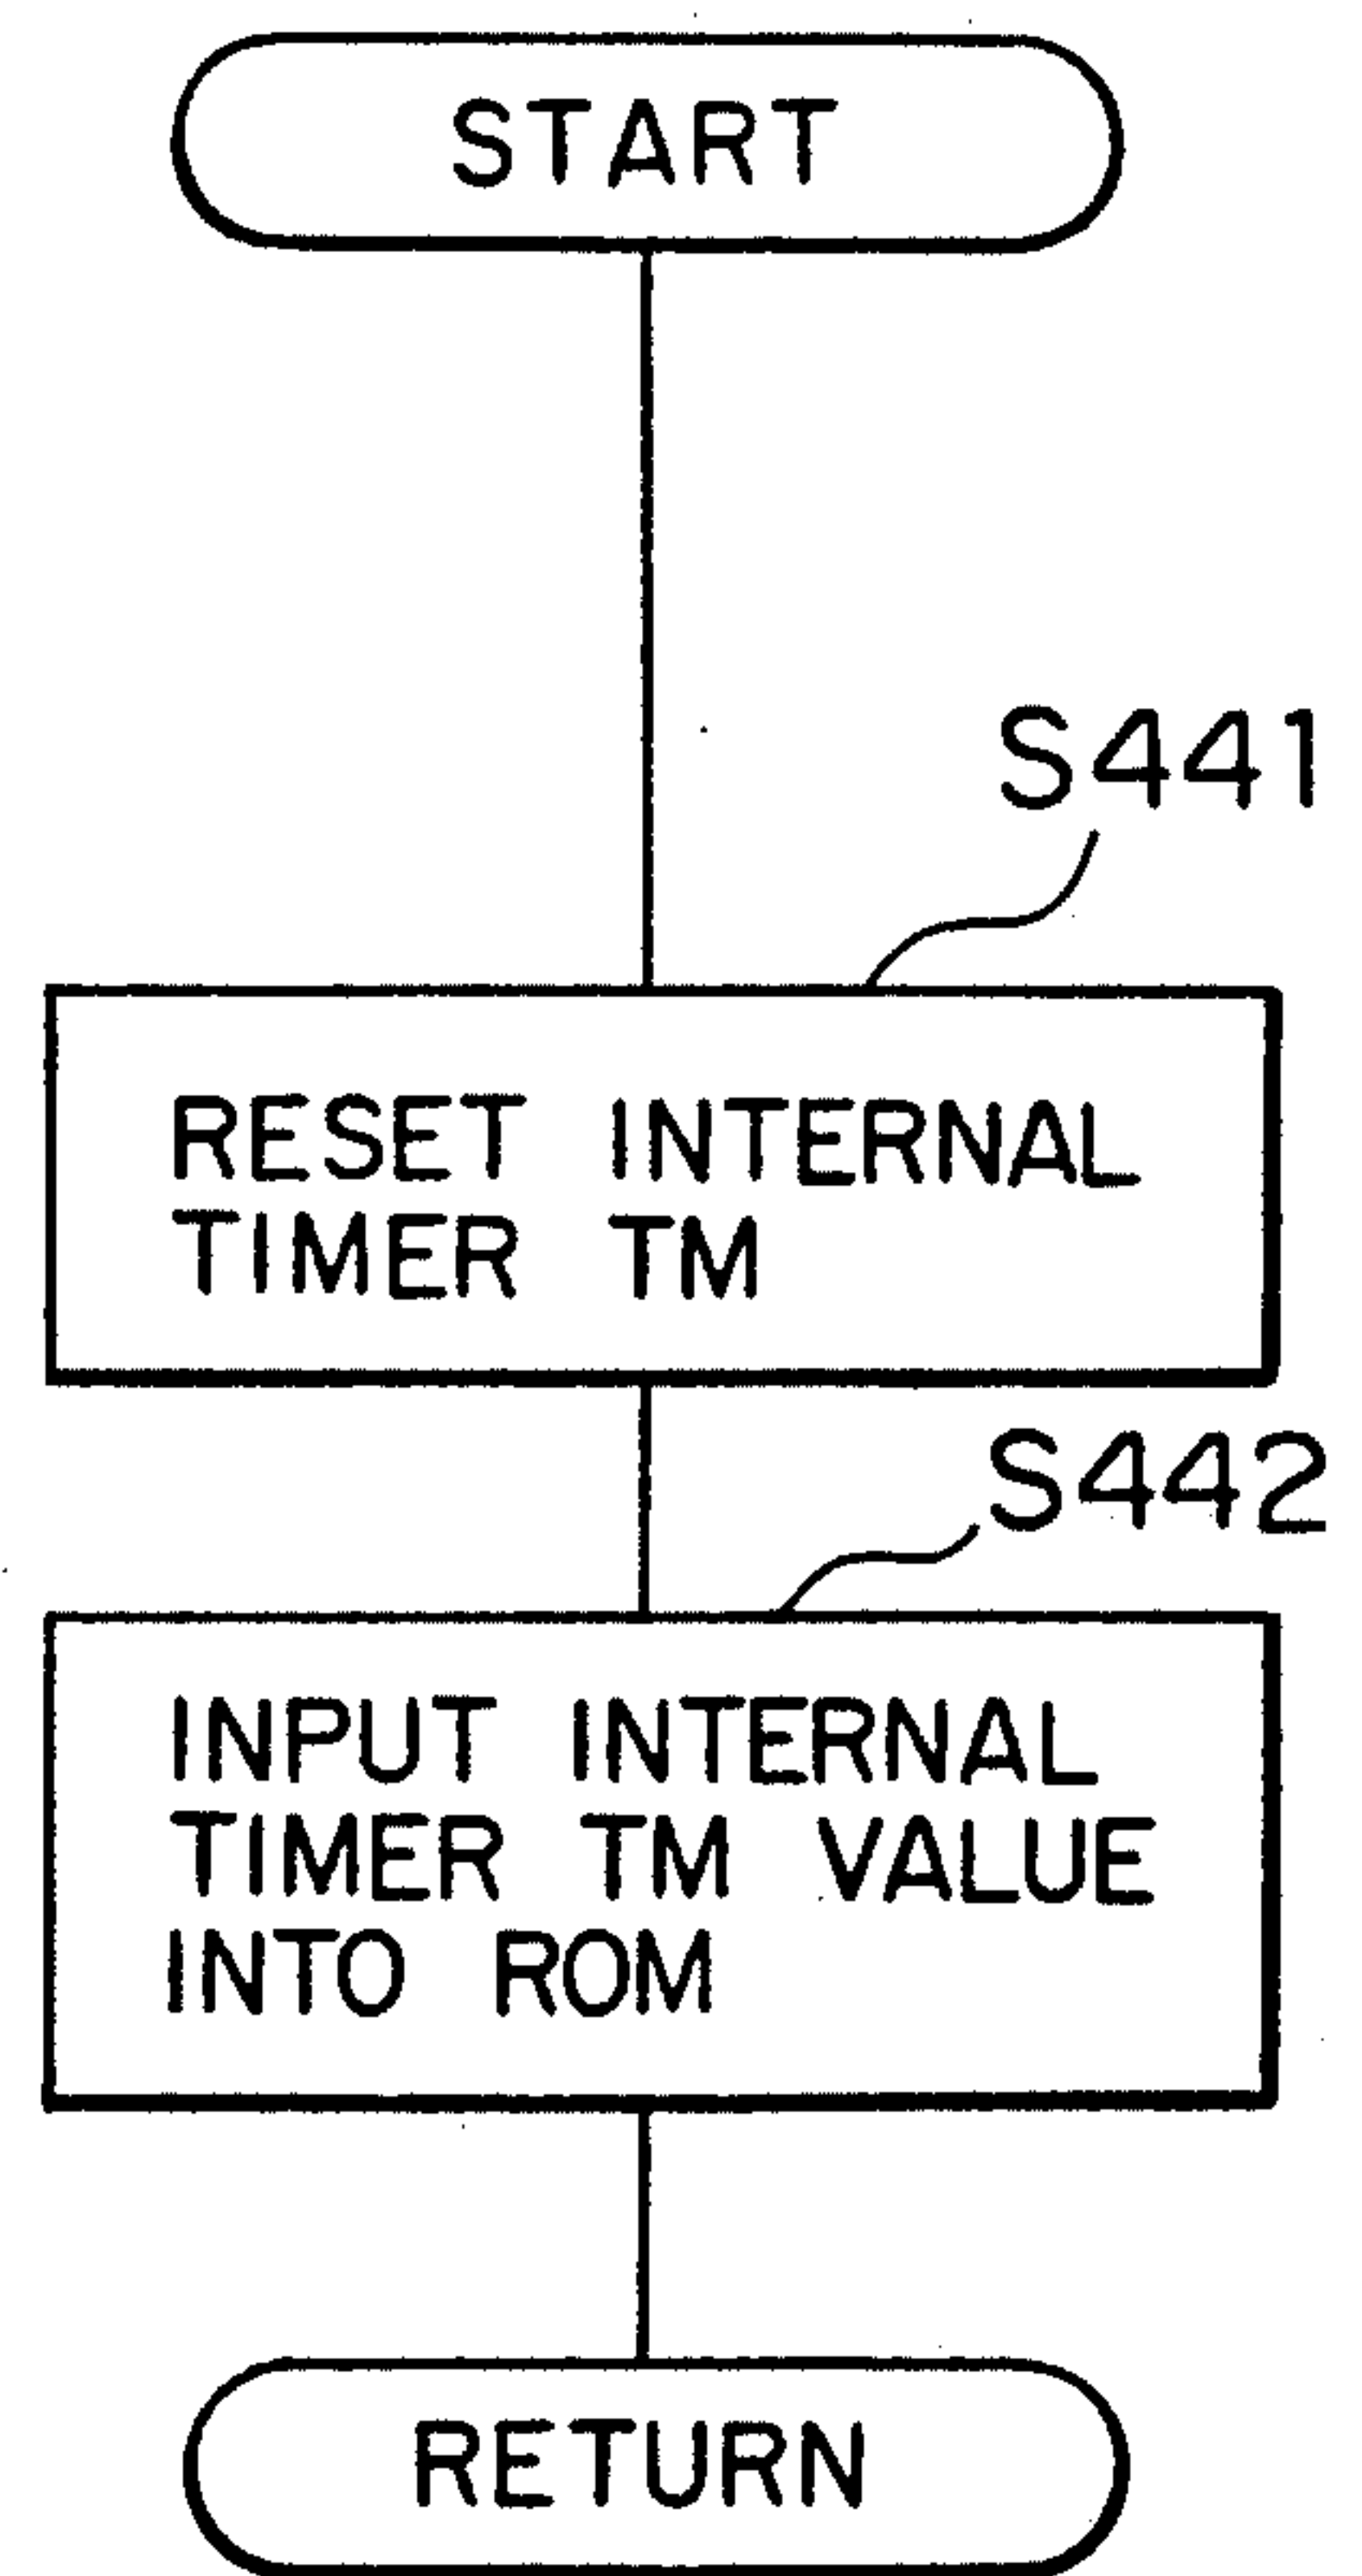 START
S441
RESET INTERNAL
TIMER TM
S442
INPUT INTERNAL
TIMER TM VALUE
INTO ROM
RETURN